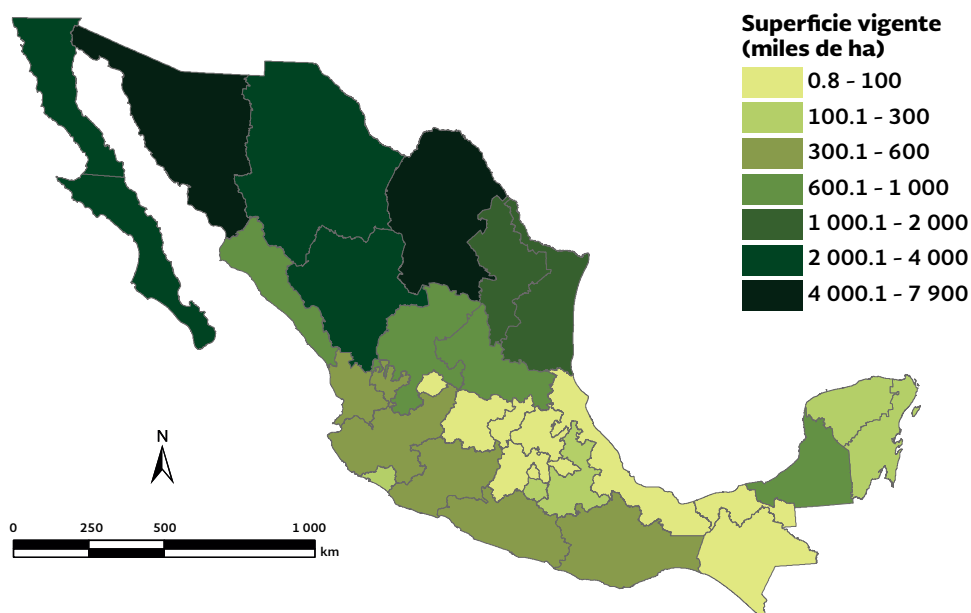 Superficie vigente
(miles de ha)
0.8 - 100
100.1 - 300
300.1 - 600
600.1 - 1 000
1 000.1 - 2 000
2 000.1 - 4 000
4 000.1 - 7 900
N
0 250 500 1 000
km